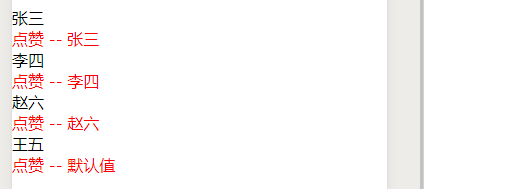 张三
点赞 -- 张三
李四
点赞 -- 李四
赵六
点赞 -- 赵六
王五
点赞 -- 默认值